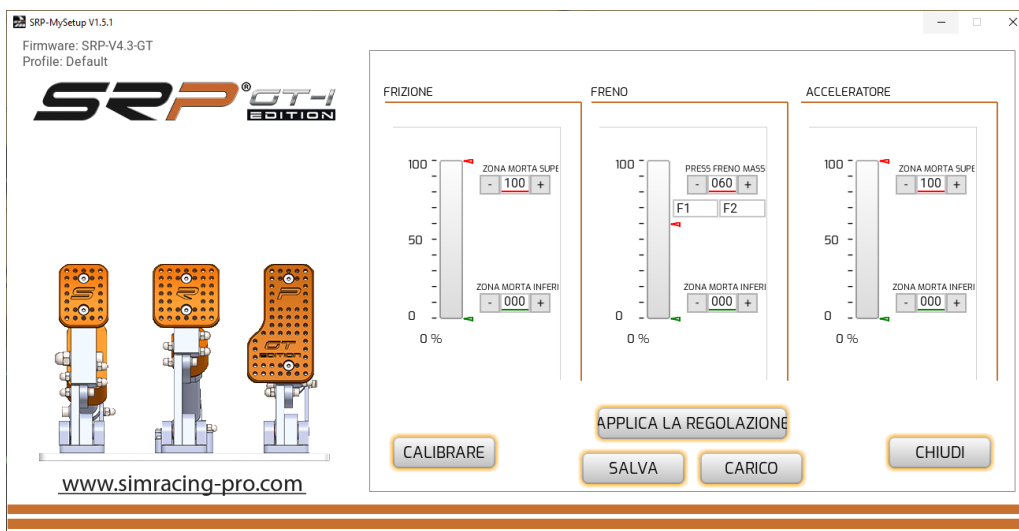 SRP-MySetup V1.5.1
Firmware: SRP-V4.3-GT
Profile: Default
SRP® GT-I
EDITION
FRIZIONE
FRENO
ACCELERATORE
100
ZONA MORTA SUPE
- 100 +
50
ZONA MORTA INFERI
- 000 +
0
0 %
100
PRESS FRENO MASS
- 060 +
F1 F2
50
ZONA MORTA INFERI
- 000 +
0
0 %
100
ZONA MORTA SUPE
- 100 +
50
ZONA MORTA INFERI
- 000 +
0
0 %
S R P
GT
EDITION
www.simracing-pro.com
APPLICA LA REGOLAZIONE
CALIBRARE
SALVA
CARICO
CHIUDI